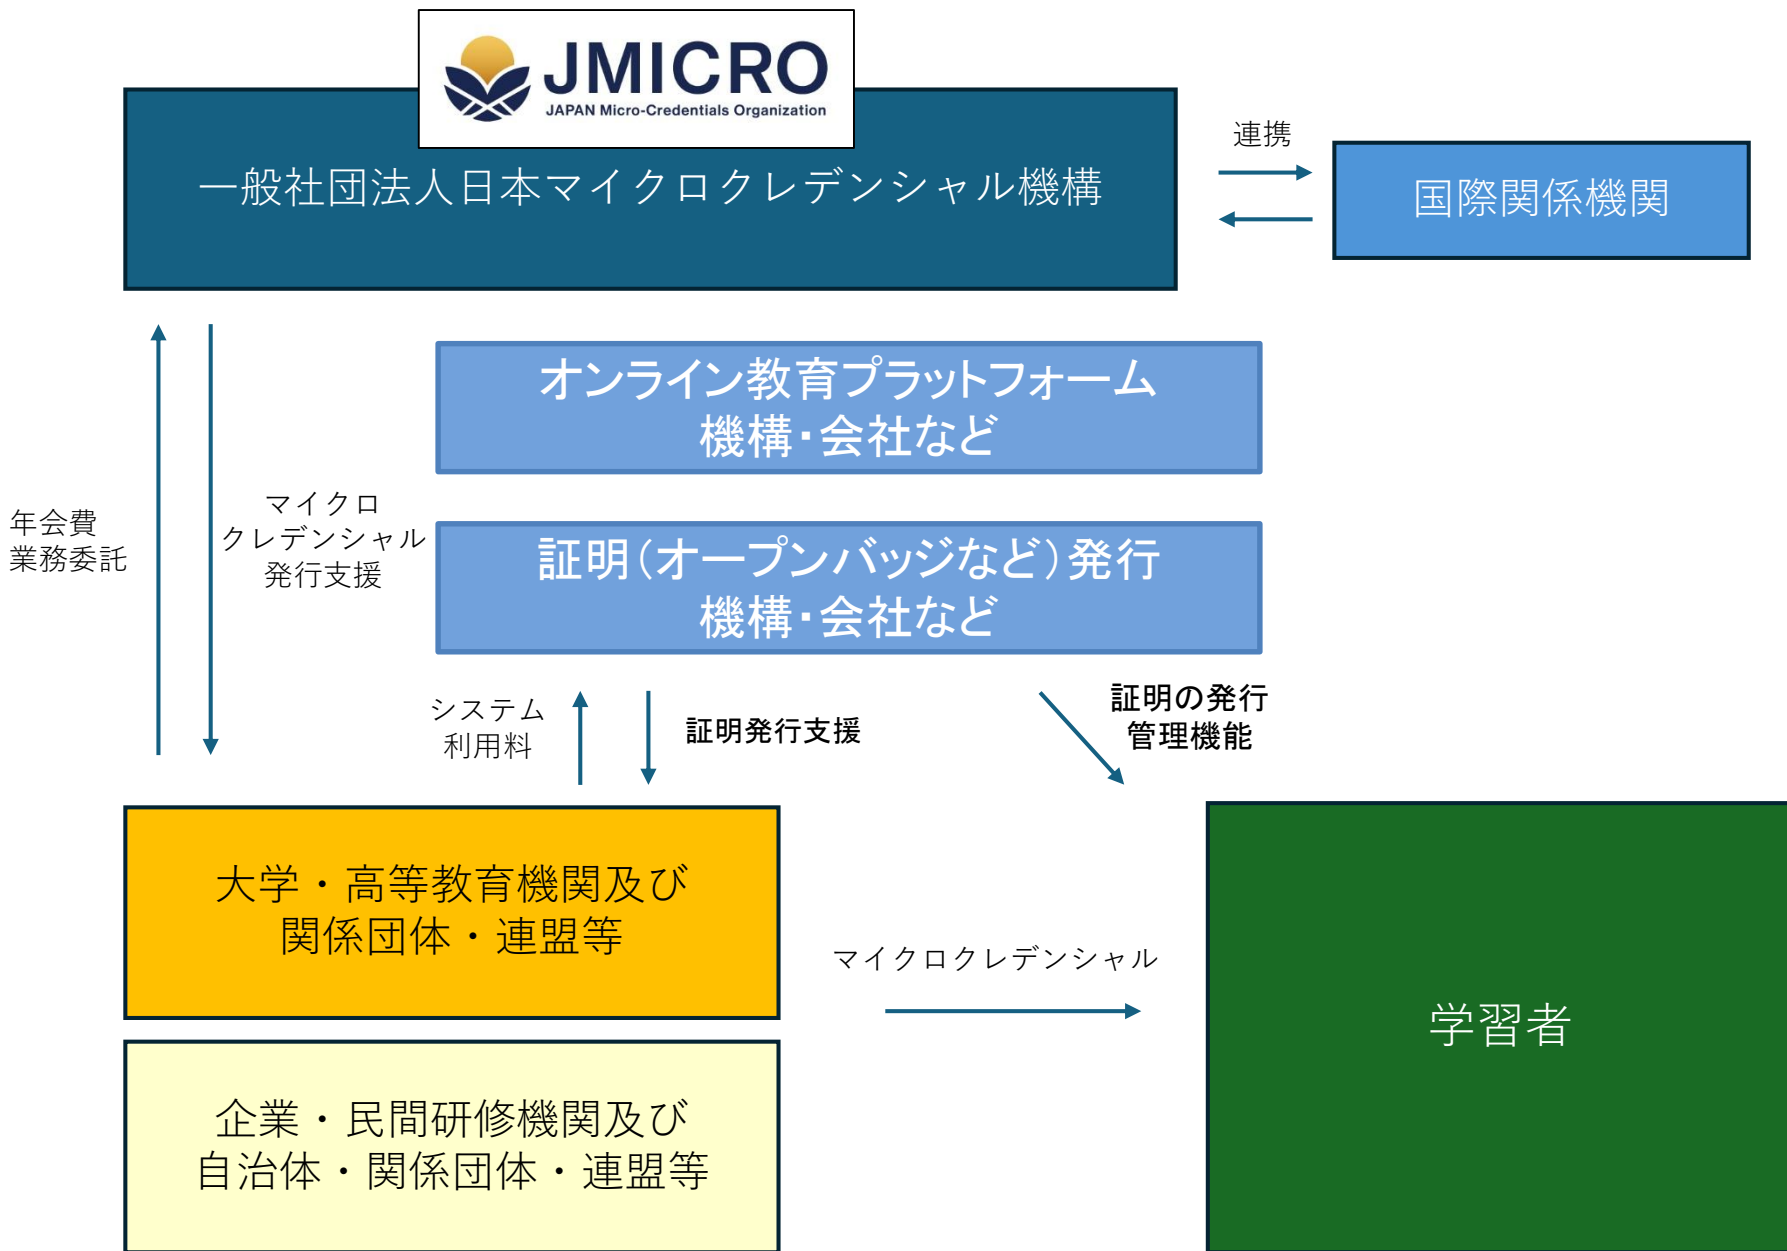 JMICRO
JAPAN Micro-Credentials Organization
一般社団法人日本マイクロクレデンシャル機構
連携
国際関係機関
オンライン教育プラットフォーム
機構・会社など
証明（オープンバッジなど）発行
機構・会社など
年会費
業務委託
マイクロ
クレデンシャル
発行支援
システム
利用料
証明発行支援
証明の発行
管理機能
大学・高等教育機関及び
関係団体・連盟等
マイクロクレデンシャル
学習者
企業・民間研修機関及び
自治体・関係団体・連盟等